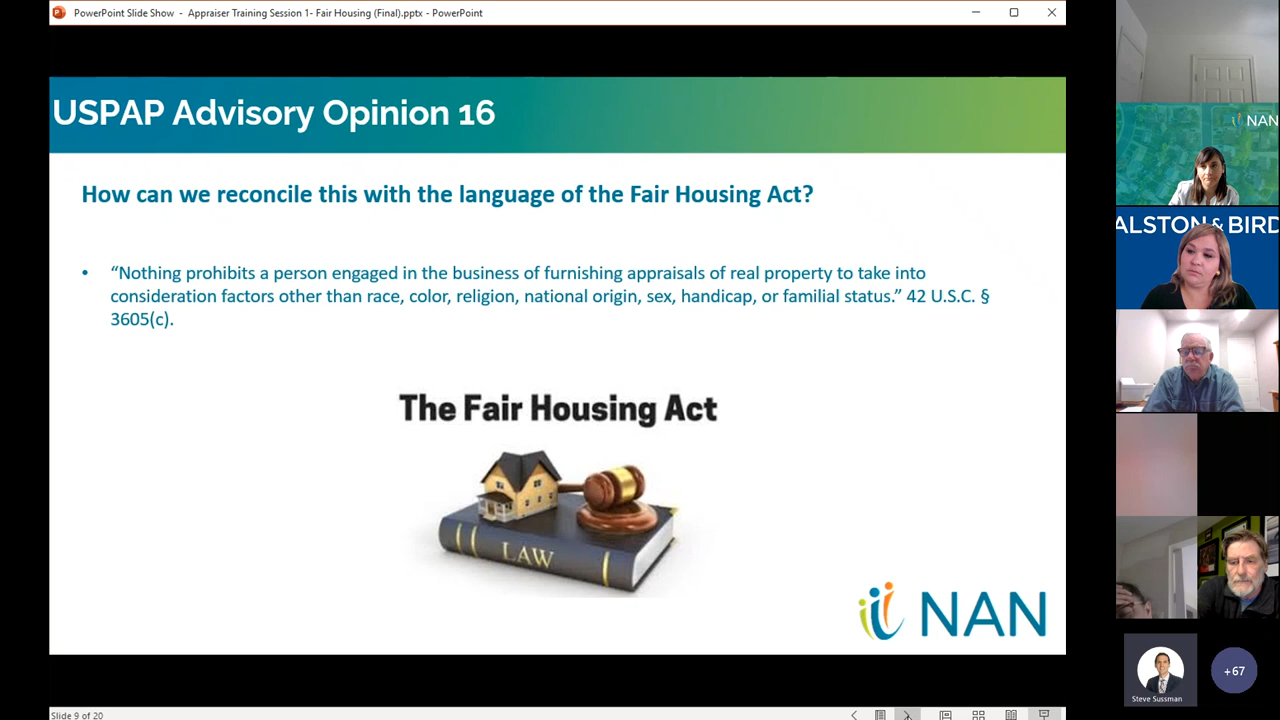 PowerPoint Slide Show - Appraiser Training Session 1- Fair Housing (Final).pptx - PowerPoint
USPAP Advisory Opinion 16
How can we reconcile this with the language of the Fair Housing Act?
• “Nothing prohibits a person engaged in the business of furnishing appraisals of real property to take into
consideration factors other than race, color, religion, national origin, sex, handicap, or familial status.” 42 U.S.C. §
3605(c).
The Fair Housing Act
LAW
NAN
Slide 9 of 20
NAN
ALSTON & BIRD
Steve Sussman
+67